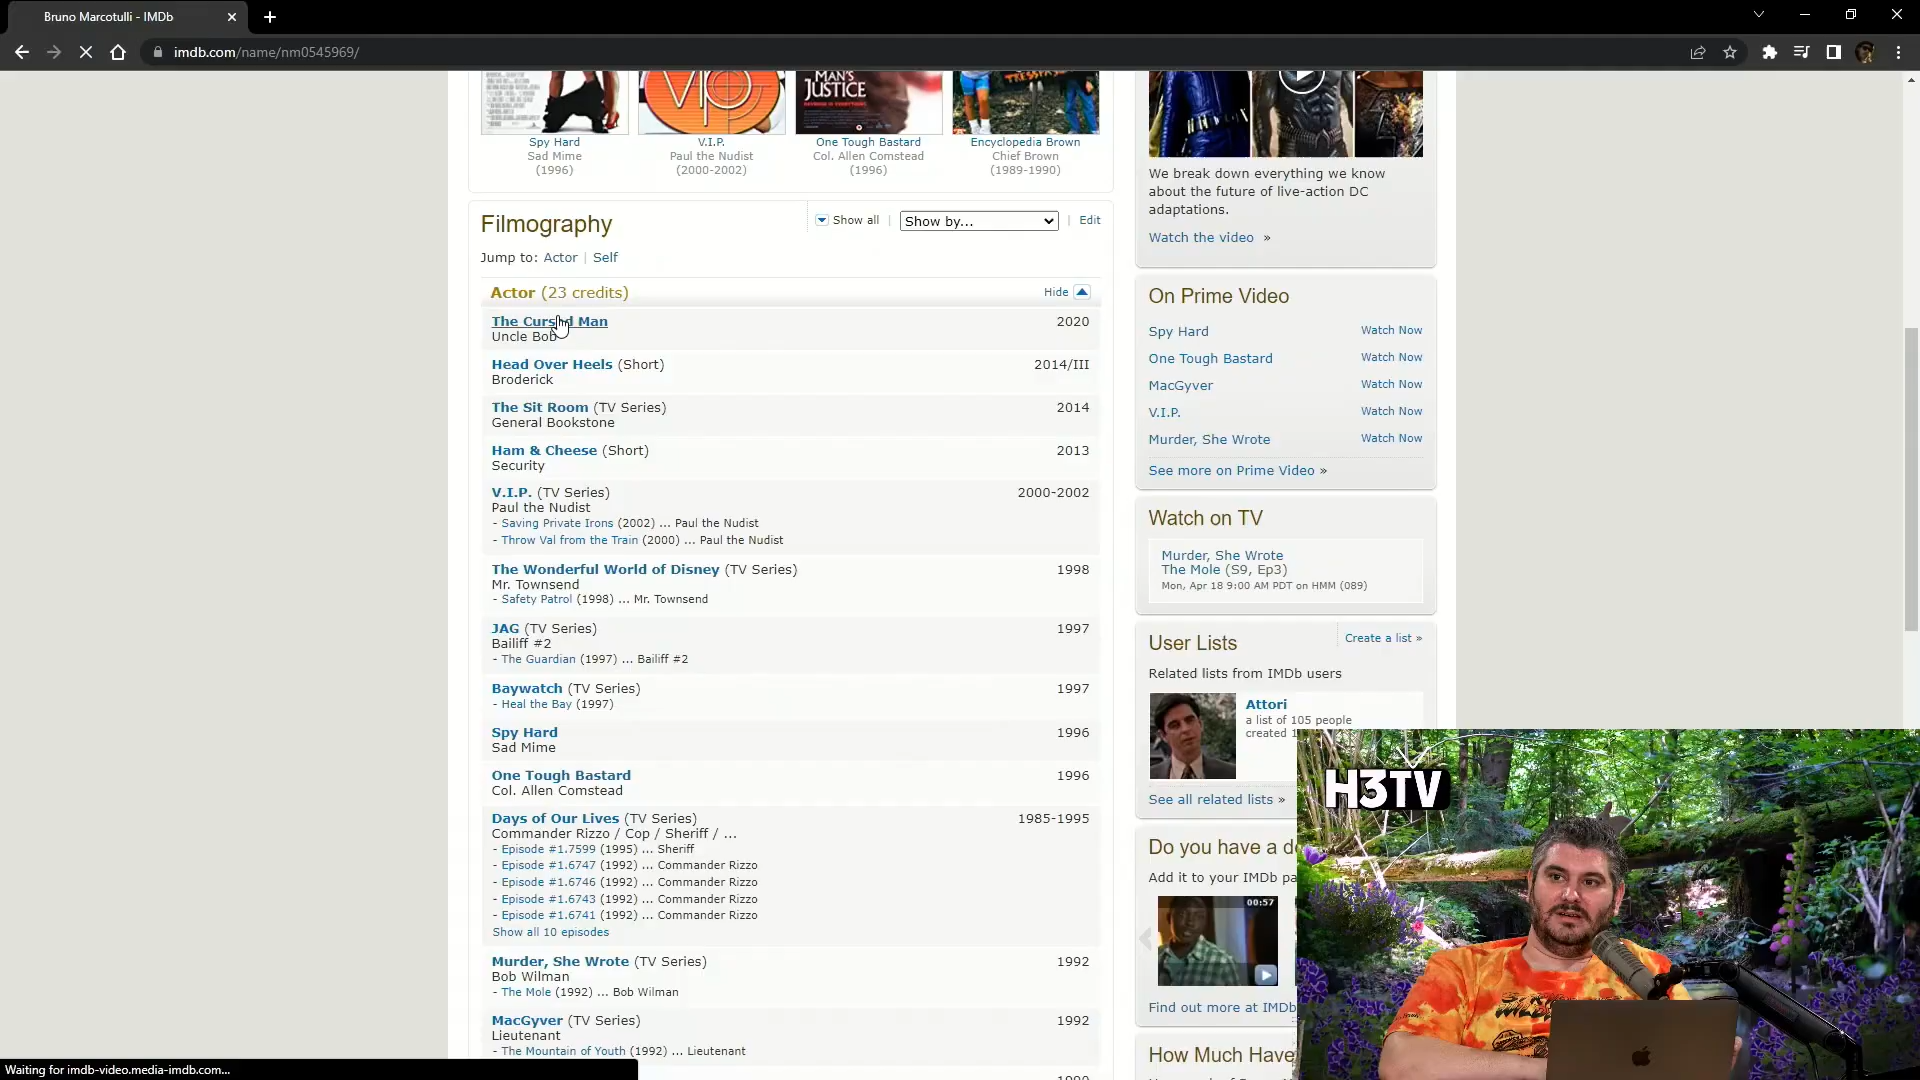 Bruno Marcotulli - IMDb
imdb.com/name/nm0545969/
VIP
MAN'S
JUSTICE
Spy Hard
Sad Mime
(1996)
V.I.P.
Paul the Nudist
(2000-2002)
One Tough Bastard
Col. Allen Comstead
(1996)
Encyclopedia Brown
Chief Brown
(1989-1990)
Filmography
Show all | Show by... | Edit
Jump to: Actor | Self
Actor (23 credits) Hide
The Cursed Man 2020
Uncle Bob
Head Over Heels (Short) 2014/III
Broderick
The Sit Room (TV Series) 2014
General Bookstone
Ham & Cheese (Short) 2013
Security
V.I.P. (TV Series) 2000-2002
Paul the Nudist
- Saving Private Irons (2002) ... Paul the Nudist
- Throw Val from the Train (2000) ... Paul the Nudist
The Wonderful World of Disney (TV Series) 1998
Mr. Townsend
- Safety Patrol (1998) ... Mr. Townsend
JAG (TV Series) 1997
Bailiff #2
- The Guardian (1997) ... Bailiff #2
Baywatch (TV Series) 1997
- Heal the Bay (1997)
Spy Hard 1996
Sad Mime
One Tough Bastard 1996
Col. Allen Comstead
Days of Our Lives (TV Series) 1985-1995
Commander Rizzo / Cop / Sheriff / ...
- Episode #1.7599 (1995) ... Sheriff
- Episode #1.6747 (1992) ... Commander Rizzo
- Episode #1.6746 (1992) ... Commander Rizzo
- Episode #1.6743 (1992) ... Commander Rizzo
- Episode #1.6741 (1992) ... Commander Rizzo
Show all 10 episodes
Murder, She Wrote (TV Series) 1992
Bob Wilman
- The Mole (1992) ... Bob Wilman
MacGyver (TV Series) 1992
Lieutenant
- The Mountain of Youth (1992) ... Lieutenant
We break down everything we know
about the future of live-action DC
adaptations.
Watch the video »
On Prime Video
Spy Hard Watch Now
One Tough Bastard Watch Now
MacGyver Watch Now
V.I.P. Watch Now
Murder, She Wrote Watch Now
See more on Prime Video »
Watch on TV
Murder, She Wrote
The Mole (S9, Ep3)
Mon, Apr 18 9:00 AM PDT on HMM (089)
User Lists Create a list »
Related lists from IMDb users
Attori
a list of 105 people
created
See all related lists »
Do you have a
Add it to your IMDb
00:57
Find out more at IMDb
How Much Have
H3TV
Waiting for imdb-video.media-imdb.com...